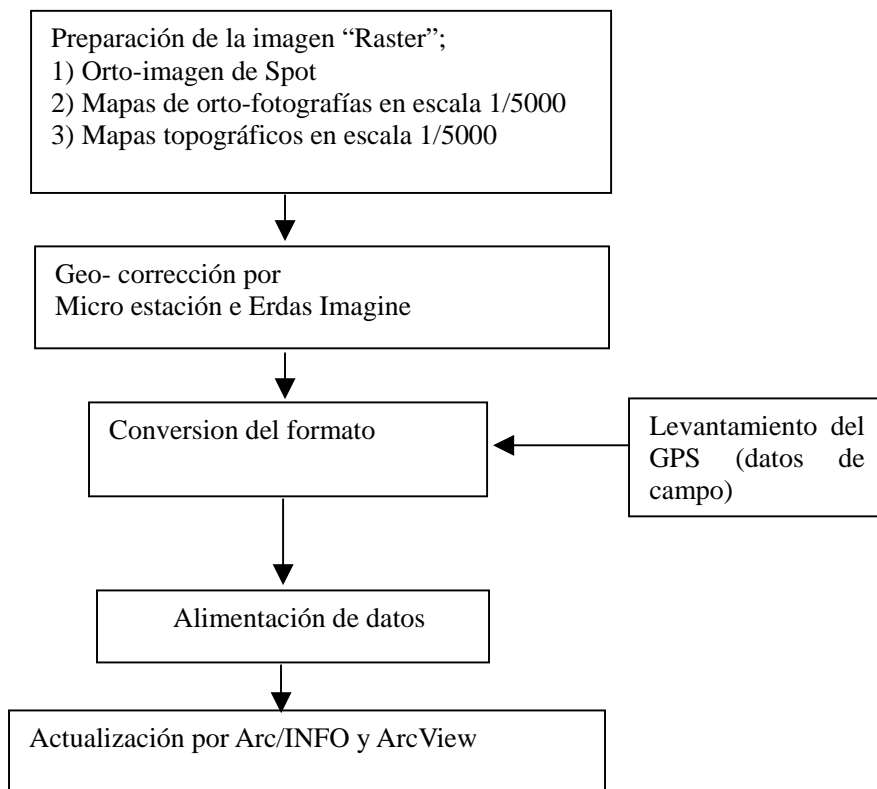 Preparación de la imagen “Raster”;
1) Orto-imagen de Spot
2) Mapas de orto-fotografías en escala 1/5000
3) Mapas topográficos en escala 1/5000
Geo- corrección por
Micro estación e Erdas Imagine
Conversion del formato
Levantamiento del
GPS (datos de
campo)
Alimentación de datos
Actualización por Arc/INFO y ArcView